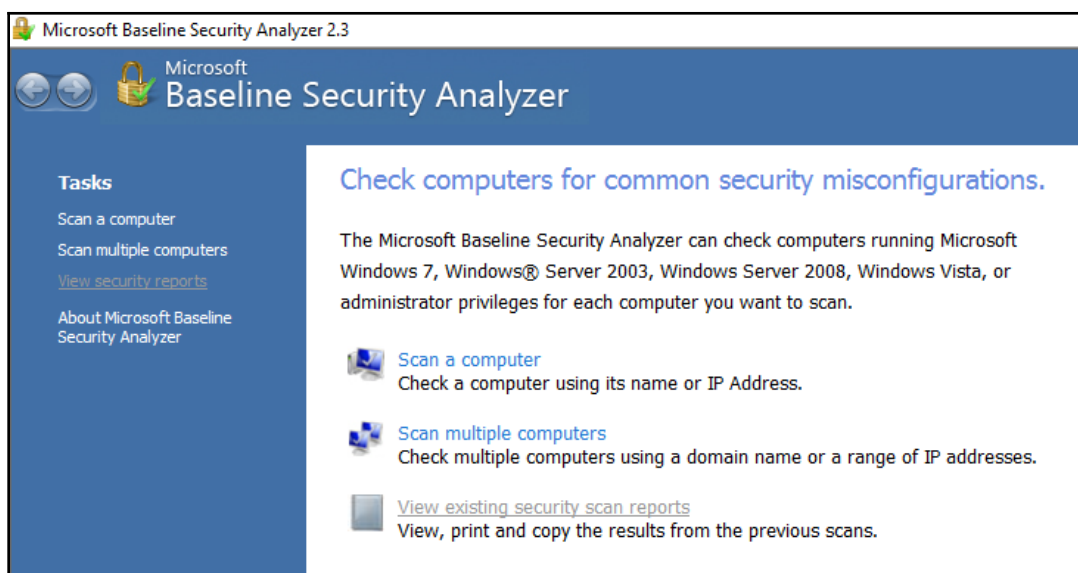 Microsoft Baseline Security Analyzer 2.3
Microsoft
Baseline Security Analyzer
Tasks
Scan a computer
Scan multiple computers
View security reports
About Microsoft Baseline
Security Analyzer
Check computers for common security misconfigurations.
The Microsoft Baseline Security Analyzer can check computers running Microsoft
Windows 7, Windows® Server 2003, Windows Server 2008, Windows Vista, or
administrator privileges for each computer you want to scan.
Scan a computer
Check a computer using its name or IP Address.
Scan multiple computers
Check multiple computers using a domain name or a range of IP addresses.
View existing security scan reports
View, print and copy the results from the previous scans.